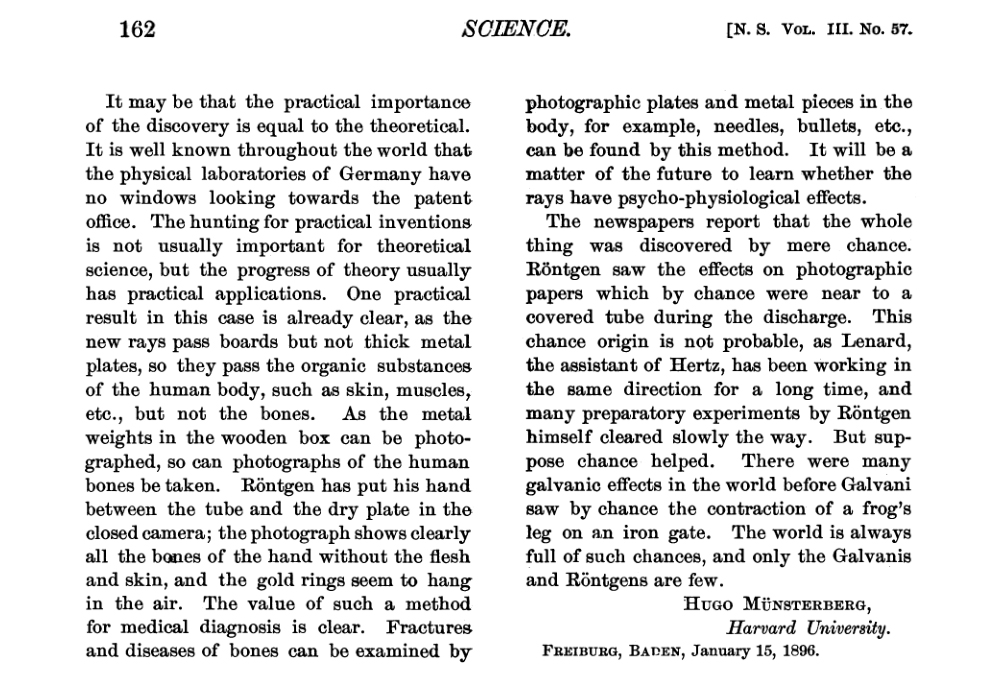 162
SCIENCE.
[N. S. VOL. III. No. 57.
It may be that the practical importance
of the discovery is equal to the theoretical.
It is well known throughout the world that
the physical laboratories of Germany have
no windows looking towards the patent
office. The hunting for practical inventions
is not usually important for theoretical
science, but the progress of theory usually
has practical applications. One practical
result in this case is already clear, as the
new rays pass boards but not thick metal
plates, so they pass the organic substances
of the human body, such as skin, muscles,
etc., but not the bones. As the metal
weights in the wooden box can be photo-
graphed, so can photographs of the human
bones be taken. Röntgen has put his hand
between the tube and the dry plate in the
closed camera; the photograph shows clearly
all the bones of the hand without the flesh
and skin, and the gold rings seem to hang
in the air. The value of such a method
for medical diagnosis is clear. Fractures
and diseases of bones can be examined by
photographic plates and metal pieces in the
body, for example, needles, bullets, etc.,
can be found by this method. It will be a
matter of the future to learn whether the
rays have psycho-physiological effects.
The newspapers report that the whole
thing was discovered by mere chance.
Röntgen saw the effects on photographic
papers which by chance were near to a
covered tube during the discharge. This
chance origin is not probable, as Lenard,
the assistant of Hertz, has been working in
the same direction for a long time, and
many preparatory experiments by Röntgen
himself cleared slowly the way. But sup-
pose chance helped. There were many
galvanic effects in the world before Galvani
saw by chance the contraction of a frog's
leg on an iron gate. The world is always
full of such chances, and only the Galvanis
and Röntgens are few.
HUGO MÜNSTERBERG,
Harvard University.
FREIBURG, BADEN, January 15, 1896.